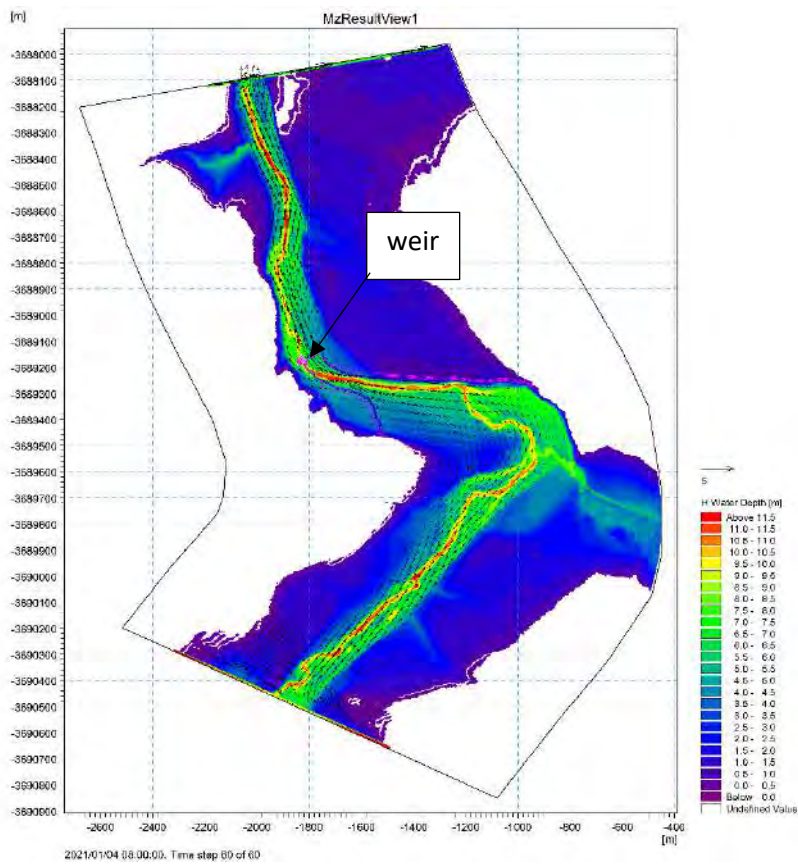 [m]
MzResultView1
-3688000
-3688100
-3688200
-3688300
-3688400
-3688500
-3688600
-3688700
-3688800
-3688900
-3689000
-3689100
-3689200
-3689300
-3689400
-3689500
-3689600
-3689700
-3689800
-3689900
-3690000
-3690100
-3690200
-3690300
-3690400
-3690500
-3690600
-3690700
-3690800
-3690900
weir
-2600 -2400 -2200 -2000 -1800 -1600 -1400 -1200 -1000 -800 -600 -400
[m]
H Water Depth [m]
Above 11.5
11.0 - 11.5
10.5 - 11.0
10.0 - 10.5
9.5 - 10.0
9.0 - 9.5
8.5 - 9.0
8.0 - 8.5
7.5 - 8.0
7.0 - 7.5
6.5 - 7.0
6.0 - 6.5
5.5 - 6.0
5.0 - 5.5
4.5 - 5.0
4.0 - 4.5
3.5 - 4.0
3.0 - 3.5
2.5 - 3.0
2.0 - 2.5
1.5 - 2.0
1.0 - 1.5
0.5 - 1.0
0.0 - 0.5
Below 0.0
Undefined Value
2021/01/04 08:00:00, Time step 60 of 60